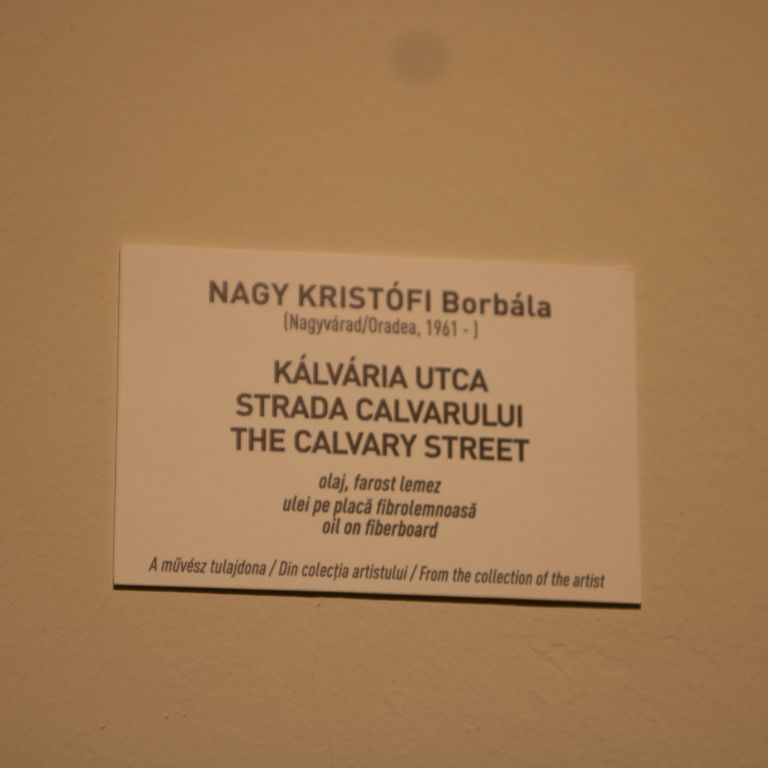 NAGY KRISTÓFI Borbála
(Nagyvárad/Oradea, 1961 - )
KÁLVÁRIA UTCA
STRADA CALVARULUI
THE CALVARY STREET
olaj, farost lemez
ulei pe placă fibrolemnoasă
oil on fiberboard
A művész tulajdona / Din colecția artistului / From the collection of the artist